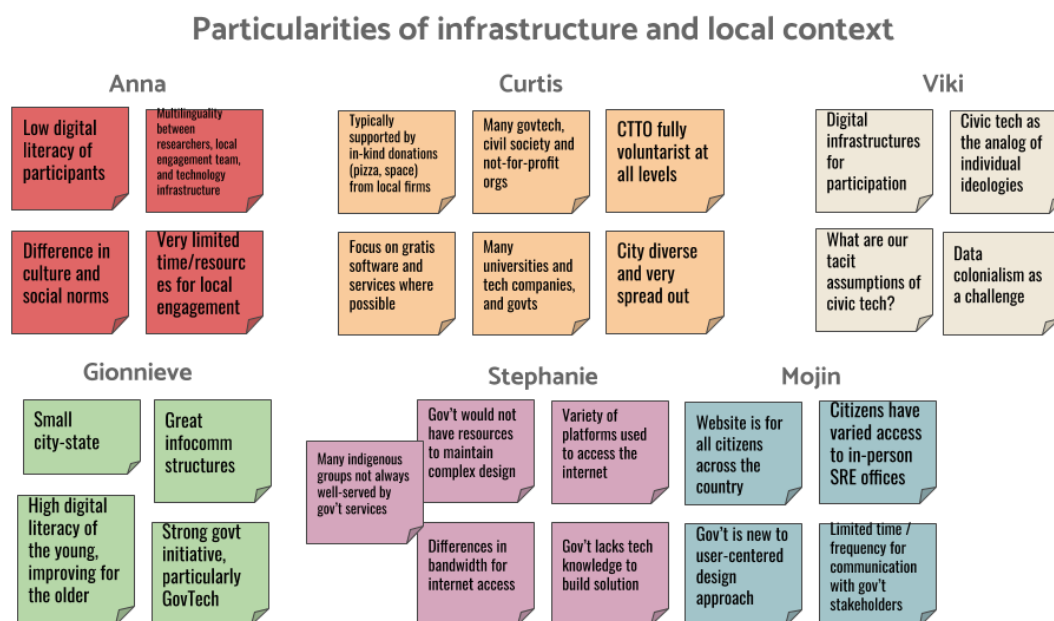 Particularities of infrastructure and local context
Anna
Low digital
literacy of
participants
Multilinguality
between
researchers, local
engagement team,
and technology
infrastructure
Difference in
culture and
social norms
Very limited
time/resourc
es for local
engagement
Curtis
Typically
supported by
in-kind donations
(pizza, space)
from local firms
Many govtech,
civil society and
not-for-profit
orgs
CTTO fully
voluntarist at
all levels
Focus on gratis
software and
services where
possible
Many
universities and
tech companies,
and govts
City diverse
and very
spread out
Viki
Digital
infrastructures
for
participation
Civic tech as
the analog of
individual
ideologies
What are our
tacit
assumptions of
civic tech?
Data
colonialism as
a challenge
Gionnieve
Small
city-state
Great
infocomm
structures
High digital
literacy of
the young,
improving for
the older
Strong govt
initiative,
particularly
GovTech
Stephanie
Many indigenous
groups not always
well-served by
gov't services
Gov't would not
have resources
to maintain
complex design
Variety of
platforms used
to access the
internet
Differences in
bandwidth for
internet access
Gov't lacks tech
knowledge to
build solution
Mojin
Website is for
all citizens
across the
country
Citizens have
varied access
to in-person
SRE offices
Gov't is new to
user-centered
design
approach
Limited time /
frequency for
communication
with gov't
stakeholders